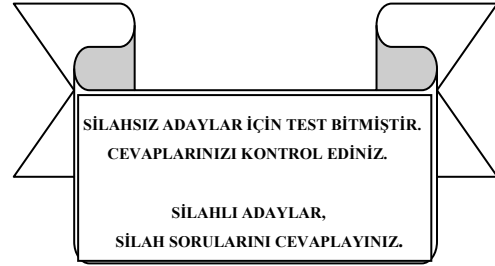 SİLAHSIZ ADAYLAR İÇİN TEST BİTMİŞTİR.
CEVAPLARINIZI KONTROL EDİNİZ.
SİLAHLI ADAYLAR,
SİLAH SORULARINI CEVAPLAYINIZ.